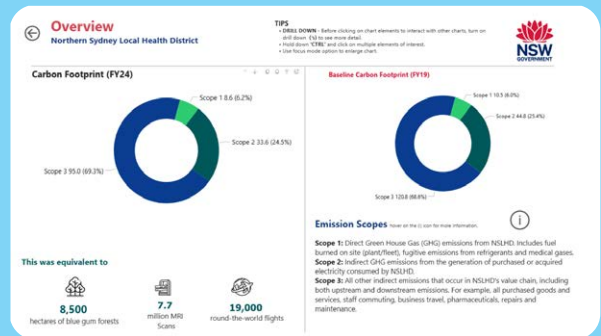 Overview
Northern Sydney Local Health District
TIPS
• DRILL DOWN - Before clicking on chart elements to interact with other charts, turn on
drill down (↓) to see more detail.
• Hold down 'CTRL' and click on multiple elements of interest.
• Use focus mode option to enlarge chart.
NSW
GOVERNMENT
Carbon Footprint (FY24)
Scope 1 8.6 (6.2%)
Scope 2 33.6 (24.5%)
Scope 3 95.0 (69.3%)
This was equivalent to
8,500
hectares of blue gum forests
7.7
million MRI
Scans
19,000
round-the-world flights
Baseline Carbon Footprint (FY19)
Scope 1 10.5 (6.0%)
Scope 2 44.8 (25.4%)
Scope 3 120.8 (68.6%)
Emission Scopes Hover on the (i) icon for more information.
i
Scope 1: Direct Green House Gas (GHG) emissions from NSLHD. Includes fuel
burned on site (plant/fleet), fugitive emissions from refrigerants and medical gases.
Scope 2: Indirect GHG emissions from the generation of purchased or acquired
electricity consumed by NSLHD.
Scope 3: All other indirect emissions that occur in NSLHD's value chain, including
both upstream and downstream emissions. For example, all purchased goods and
services, staff commuting, business travel, pharmaceuticals, repairs and
maintenance.